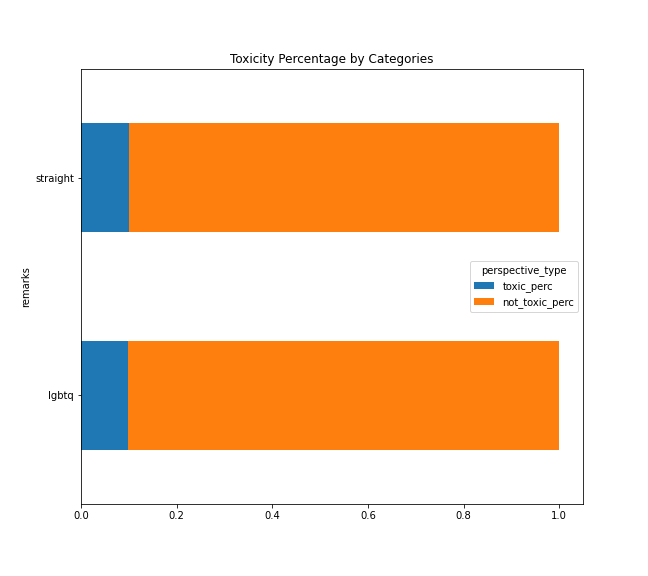 Toxicity Percentage by Categories
straight
remarks
perspective_type
toxic_perc
not_toxic_perc
lgbtq
0.0 0.2 0.4 0.6 0.8 1.0